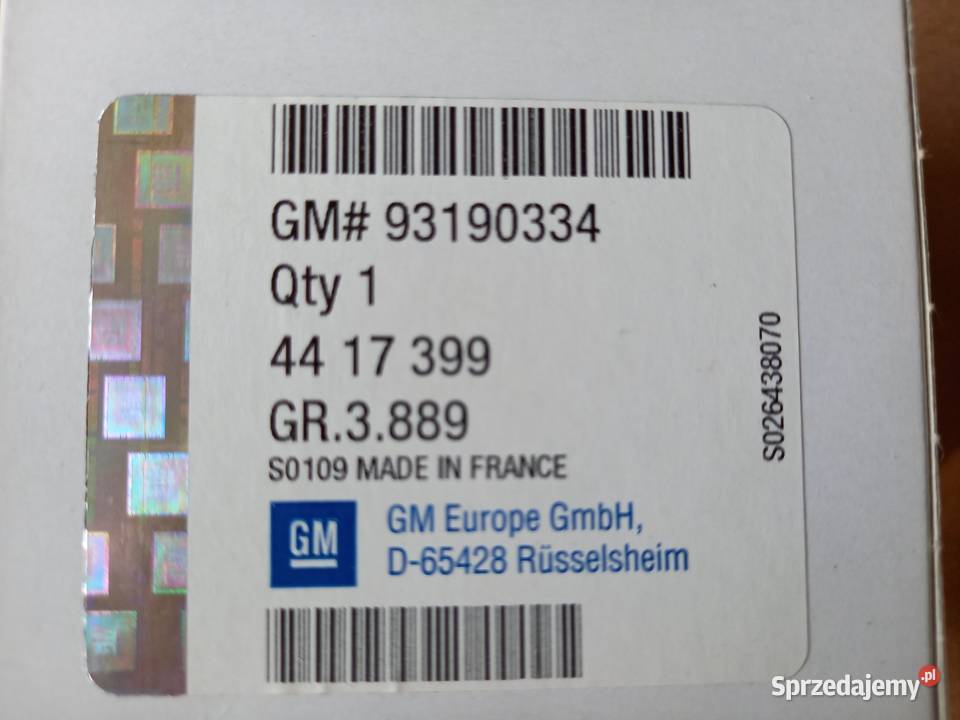 GM# 93190334
Qty 1
44 17 399
GR.3.889
S0109 MADE IN FRANCE
GM
GM Europe GmbH,
D-65428 Rüsselsheim
S026438070
Sprzedajemy.pl